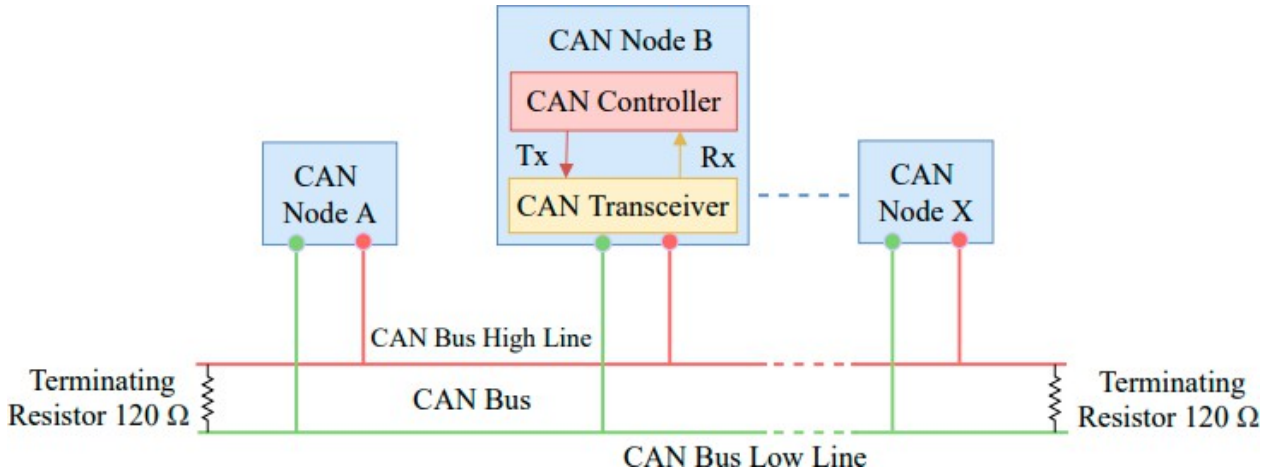 CAN Node B
CAN Controller
Tx
Rx
CAN Transceiver
CAN
Node A
CAN
Node X
CAN Bus High Line
Terminating
Resistor 120 Ω
CAN Bus
Terminating
Resistor 120 Ω
CAN Bus Low Line